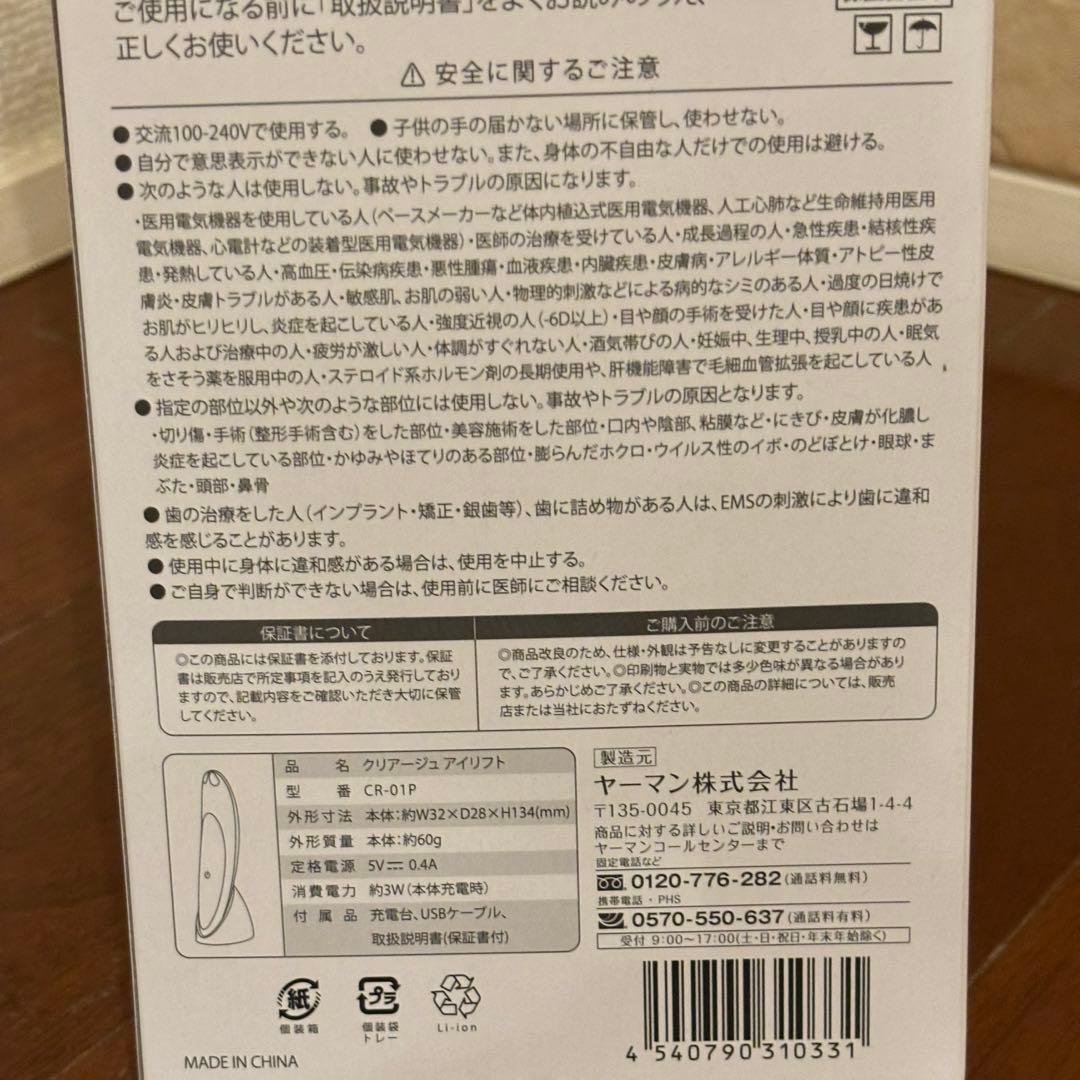 ご使用になる前に「取扱説明書」をよくお読みのうえ、
正しくお使いください。
⚠ 安全に関するご注意
● 交流100-240Vで使用する。 ● 子供の手の届かない場所に保管し、使わせない。
● 自分で意思表示ができない人に使わせない。また、身体の不自由な人だけでの使用は避ける。
● 次のような人は使用しない。事故やトラブルの原因になります。
・医用電気機器を使用している人（ペースメーカーなど体内植込式医用電気機器、人工心肺など生命維持用医用
電気機器、心電計などの装着型医用電気機器）・医師の治療を受けている人・成長過程の人・急性疾患・結核性疾
患・発熱している人・高血圧・伝染病疾患・悪性腫瘍・血液疾患・内臓疾患・皮膚病・アレルギー体質・アトピー性皮
膚炎・皮膚トラブルがある人・敏感肌、お肌の弱い人・物理的刺激などによる病的なシミのある人・過度の日焼けで
お肌がヒリヒリし、炎症を起こしている人・強度近視の人（-6D以上）・目や顔の手術を受けた人・目や顔に疾患があ
る人および治療中の人・疲労が激しい人・体調がすぐれない人・酒気帯びの人・妊娠中、生理中、授乳中の人・眠気
をさそう薬を服用中の人・ステロイド系ホルモン剤の長期使用や、肝機能障害で毛細血管拡張を起こしている人
● 指定の部位以外や次のような部位には使用しない。事故やトラブルの原因となります。
・切り傷・手術（整形手術含む）をした部位・美容施術をした部位・口内や陰部、粘膜など・にきび・皮膚が化膿し
炎症を起こしている部位・かゆみやほてりのある部位・膨らんだホクロ・ウイルス性のイボ・のどぼとけ・眼球・ま
ぶた・頭部・鼻骨
● 歯の治療をした人（インプラント・矯正・銀歯等）、歯に詰め物がある人は、EMSの刺激により歯に違和
感を感じることがあります。
● 使用中に身体に違和感がある場合は、使用を中止する。
● ご自身で判断ができない場合は、使用前に医師にご相談ください。
保証書について
◎この商品には保証書を添付しております。保証
書は販売店で所定事項を記入のうえ発行しており
ますので、記載内容をご確認いただき大切に保管
してください。
ご購入前のご注意
◎商品改良のため、仕様・外観は予告なしに変更することがありますの
で、ご了承ください。◎印刷物と実物では多少色味が異なる場合があり
ます。あらかじめご了承ください。◎この商品の詳細については、販売
店または当社におたずねください。
品名 クリアージュ アイリフト
型番 CR-01P
外形寸法 本体：約W32×D28×H134(mm)
外形質量 本体：約60g
定格電源 5V⎓ 0.4A
消費電力 約3W（本体充電時）
付属品 充電台、USBケーブル、
取扱説明書（保証書付）
製造元
ヤーマン株式会社
〒135-0045 東京都江東区古石場1-4-4
商品に対する詳しいご説明・お問い合わせは
ヤーマンコールセンターまで
固定電話など
0120-776-282（通話料無料）
携帯電話・PHS
0570-550-637（通話料有料）
受付 9:00～17:00(土・日・祝日・年末年始除く)
紙
個装箱
プラ
個装袋
トレー
Li-ion
MADE IN CHINA
4 540790 310331